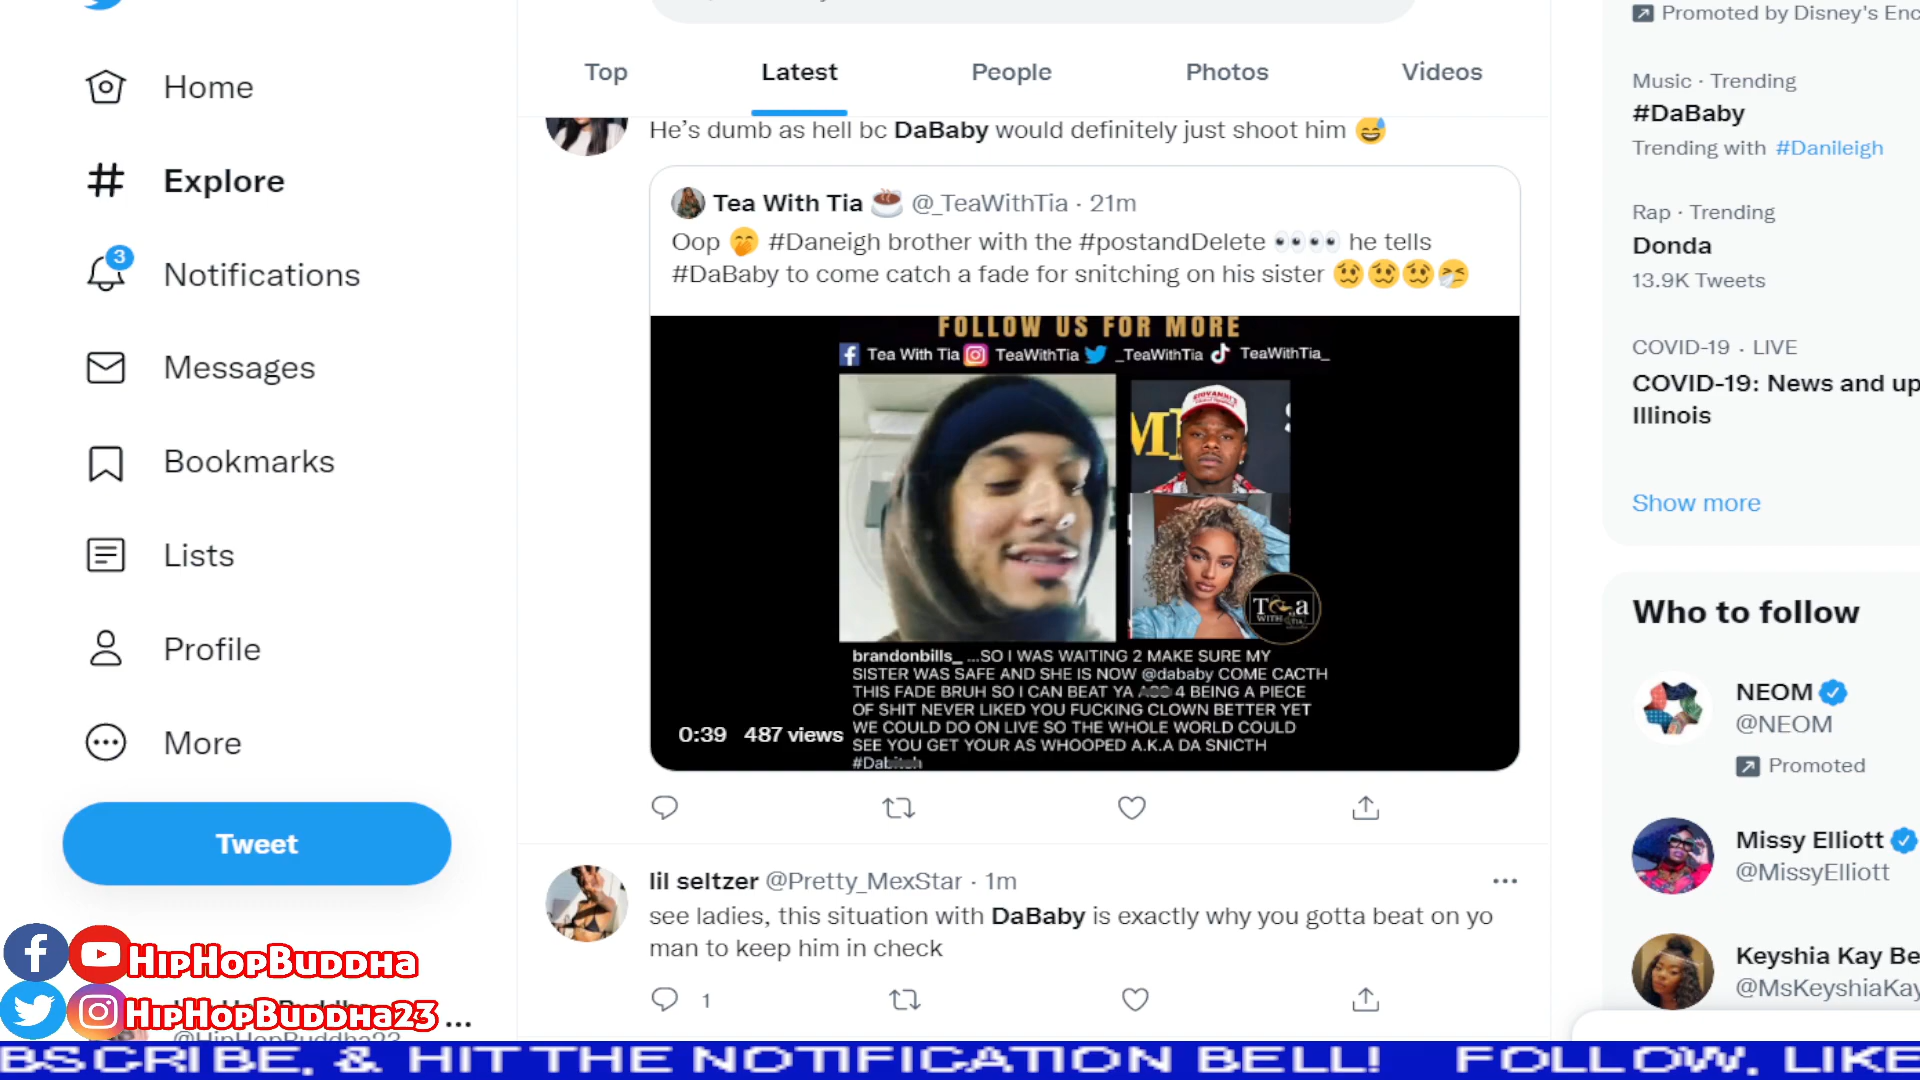 Home
Explore
3
Notifications
Messages
Bookmarks
Lists
Profile
More
Tweet
Top
Latest
People
Photos
Videos
He's dumb as hell bc DaBaby would definitely just shoot him 😅
Tea With Tia ☕ @_TeaWithTia · 21m
Oop 🤭 #Daneigh brother with the #postandDelete 👀👀 he tells
#DaBaby to come catch a fade for snitching on his sister 🥴🥴🥴🤧
FOLLOW US FOR MORE
Tea With Tia TeaWithTia _TeaWithTia TeaWithTia_
GIOVANNI'S
M
T a
WITH TIA
brandonbills_ ...SO I WAS WAITING 2 MAKE SURE MY
SISTER WAS SAFE AND SHE IS NOW @dababy COME CACTH
THIS FADE BRUH SO I CAN BEAT YA 4 BEING A PIECE
OF SHIT NEVER LIKED YOU FUCKING CLOWN BETTER YET
WE COULD DO ON LIVE SO THE WHOLE WORLD COULD
SEE YOU GET YOUR AS WHOOPED A.K.A DA SNICTH
#Dabitch
0:39 487 views
lil seltzer @Pretty_MexStar · 1m
see ladies, this situation with DaBaby is exactly why you gotta beat on yo
man to keep him in check
1
Promoted by Disney's Enc
Music · Trending
#DaBaby
Trending with #Danileigh
Rap · Trending
Donda
13.9K Tweets
COVID-19 · LIVE
COVID-19: News and up
Illinois
Show more
Who to follow
NEOM
@NEOM
Promoted
Missy Elliott
@MissyElliott
Keyshia Kay Be
@MsKeyshiaKay
HipHopBuddha
HipHopBuddha23
@HipHopBuddha23
BSCRIBE, & HIT THE NOTIFICATION BELL! FOLLOW, LIKE